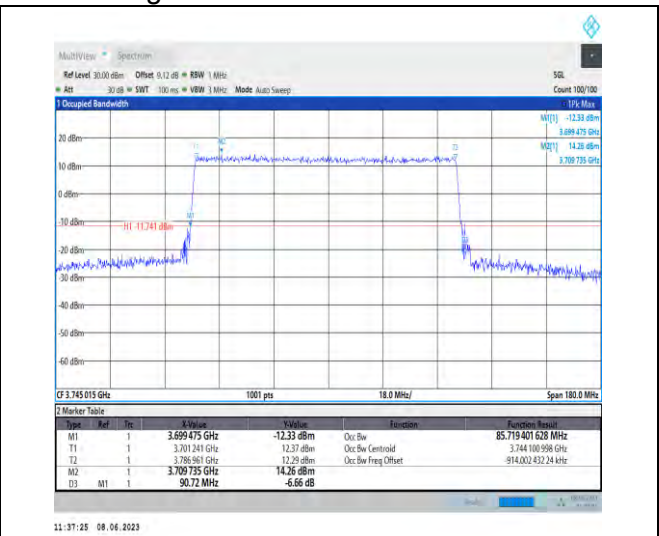 MultiView Spectrum
Ref Level 30.00 dBm Offset 9.12 dB RBW 1 MHz SGL
Att 30 dB SWT 100 ms VBW 3 MHz Mode Auto Sweep Count 100/100
1 Occupied Bandwidth 1Pk Max
M1[1] -12.33 dBm
3.699 475 GHz
M2[1] 14.26 dBm
3.709 735 GHz
20 dBm
T1
M2
T2
10 dBm
0 dBm
-10 dBm
M1
H1 -11.741 dBm
-20 dBm
-30 dBm
-40 dBm
-50 dBm
-60 dBm
CF 3.745 015 GHz 1001 pts 18.0 MHz/ Span 180.0 MHz
2 Marker Table
Type Ref Trc X-Value Y-Value Function Function Result
M1 1 3.699 475 GHz -12.33 dBm Occ Bw 85.719 401 628 MHz
T1 1 3.701 241 GHz 12.37 dBm Occ Bw Centroid 3.744 100 998 GHz
T2 1 3.786 961 GHz 12.29 dBm Occ Bw Freq Offset -914.002 432 24 kHz
M2 1 3.709 735 GHz 14.26 dBm
D3 M1 1 90.72 MHz -6.66 dB
11:37:25 08.06.2023